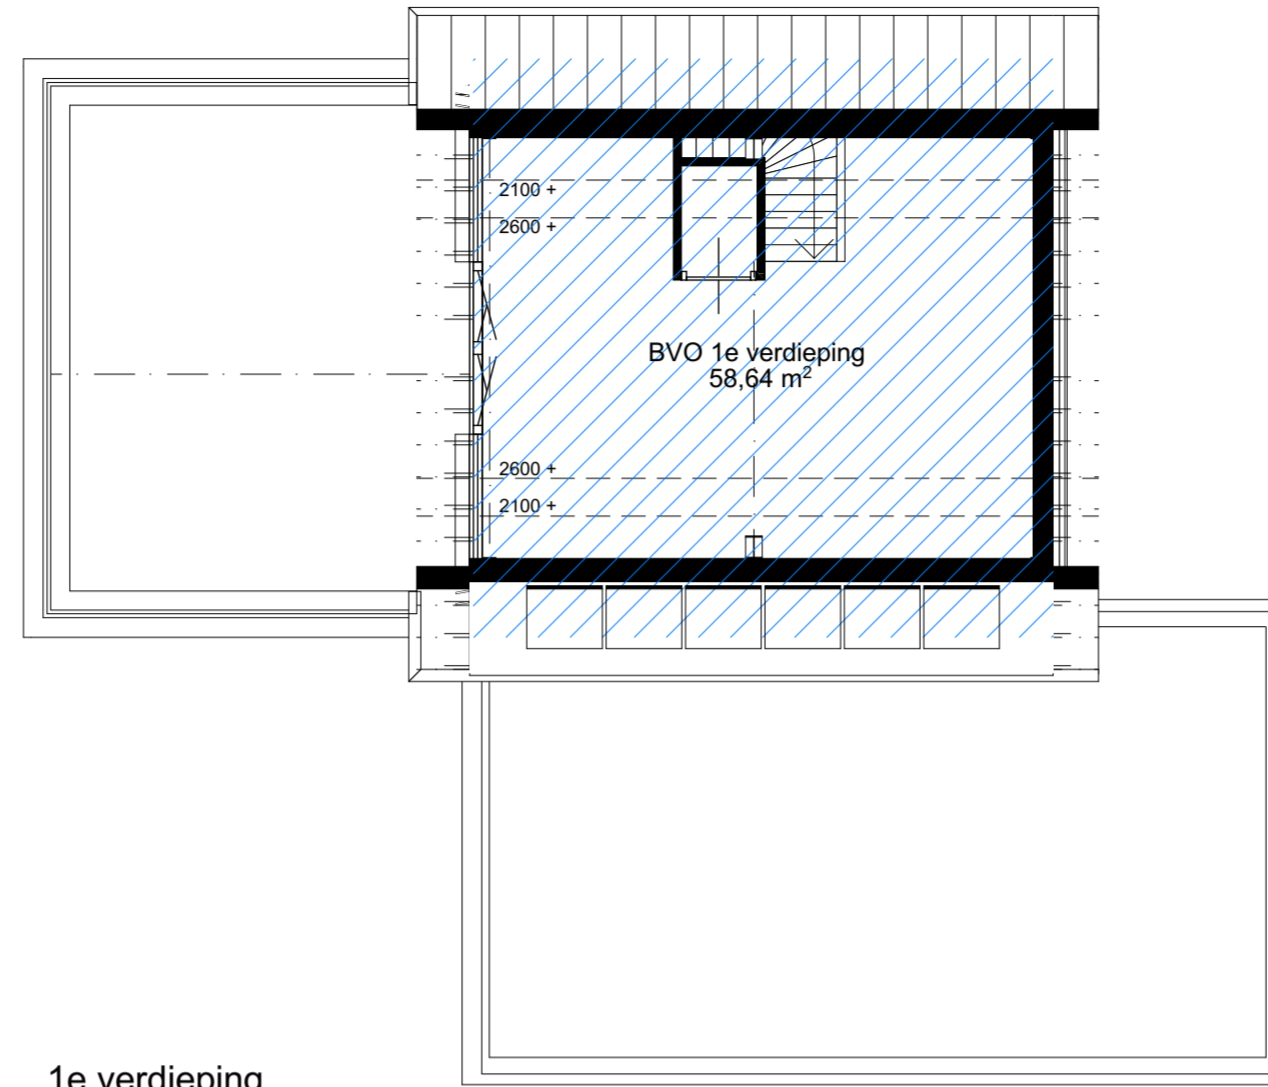 2100 +
2600 +
BVO 1e verdieping
58,64 m²
2600 +
2100 +
1e verdieping